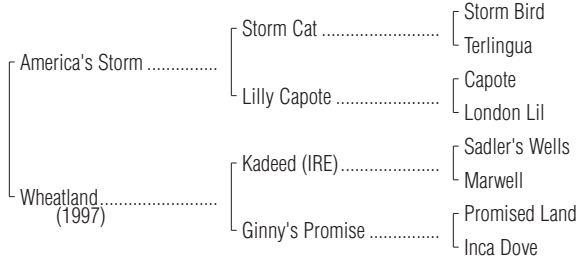 Storm Bird
Storm Cat ........................
Terlingua
America's Storm ..............
Capote
Lilly Capote .....................
London Lil
Sadler's Wells
Kadeed (IRE)....................
Marwell
Wheatland.......................
(1997)
Promised Land
Ginny's Promise ..............
Inca Dove